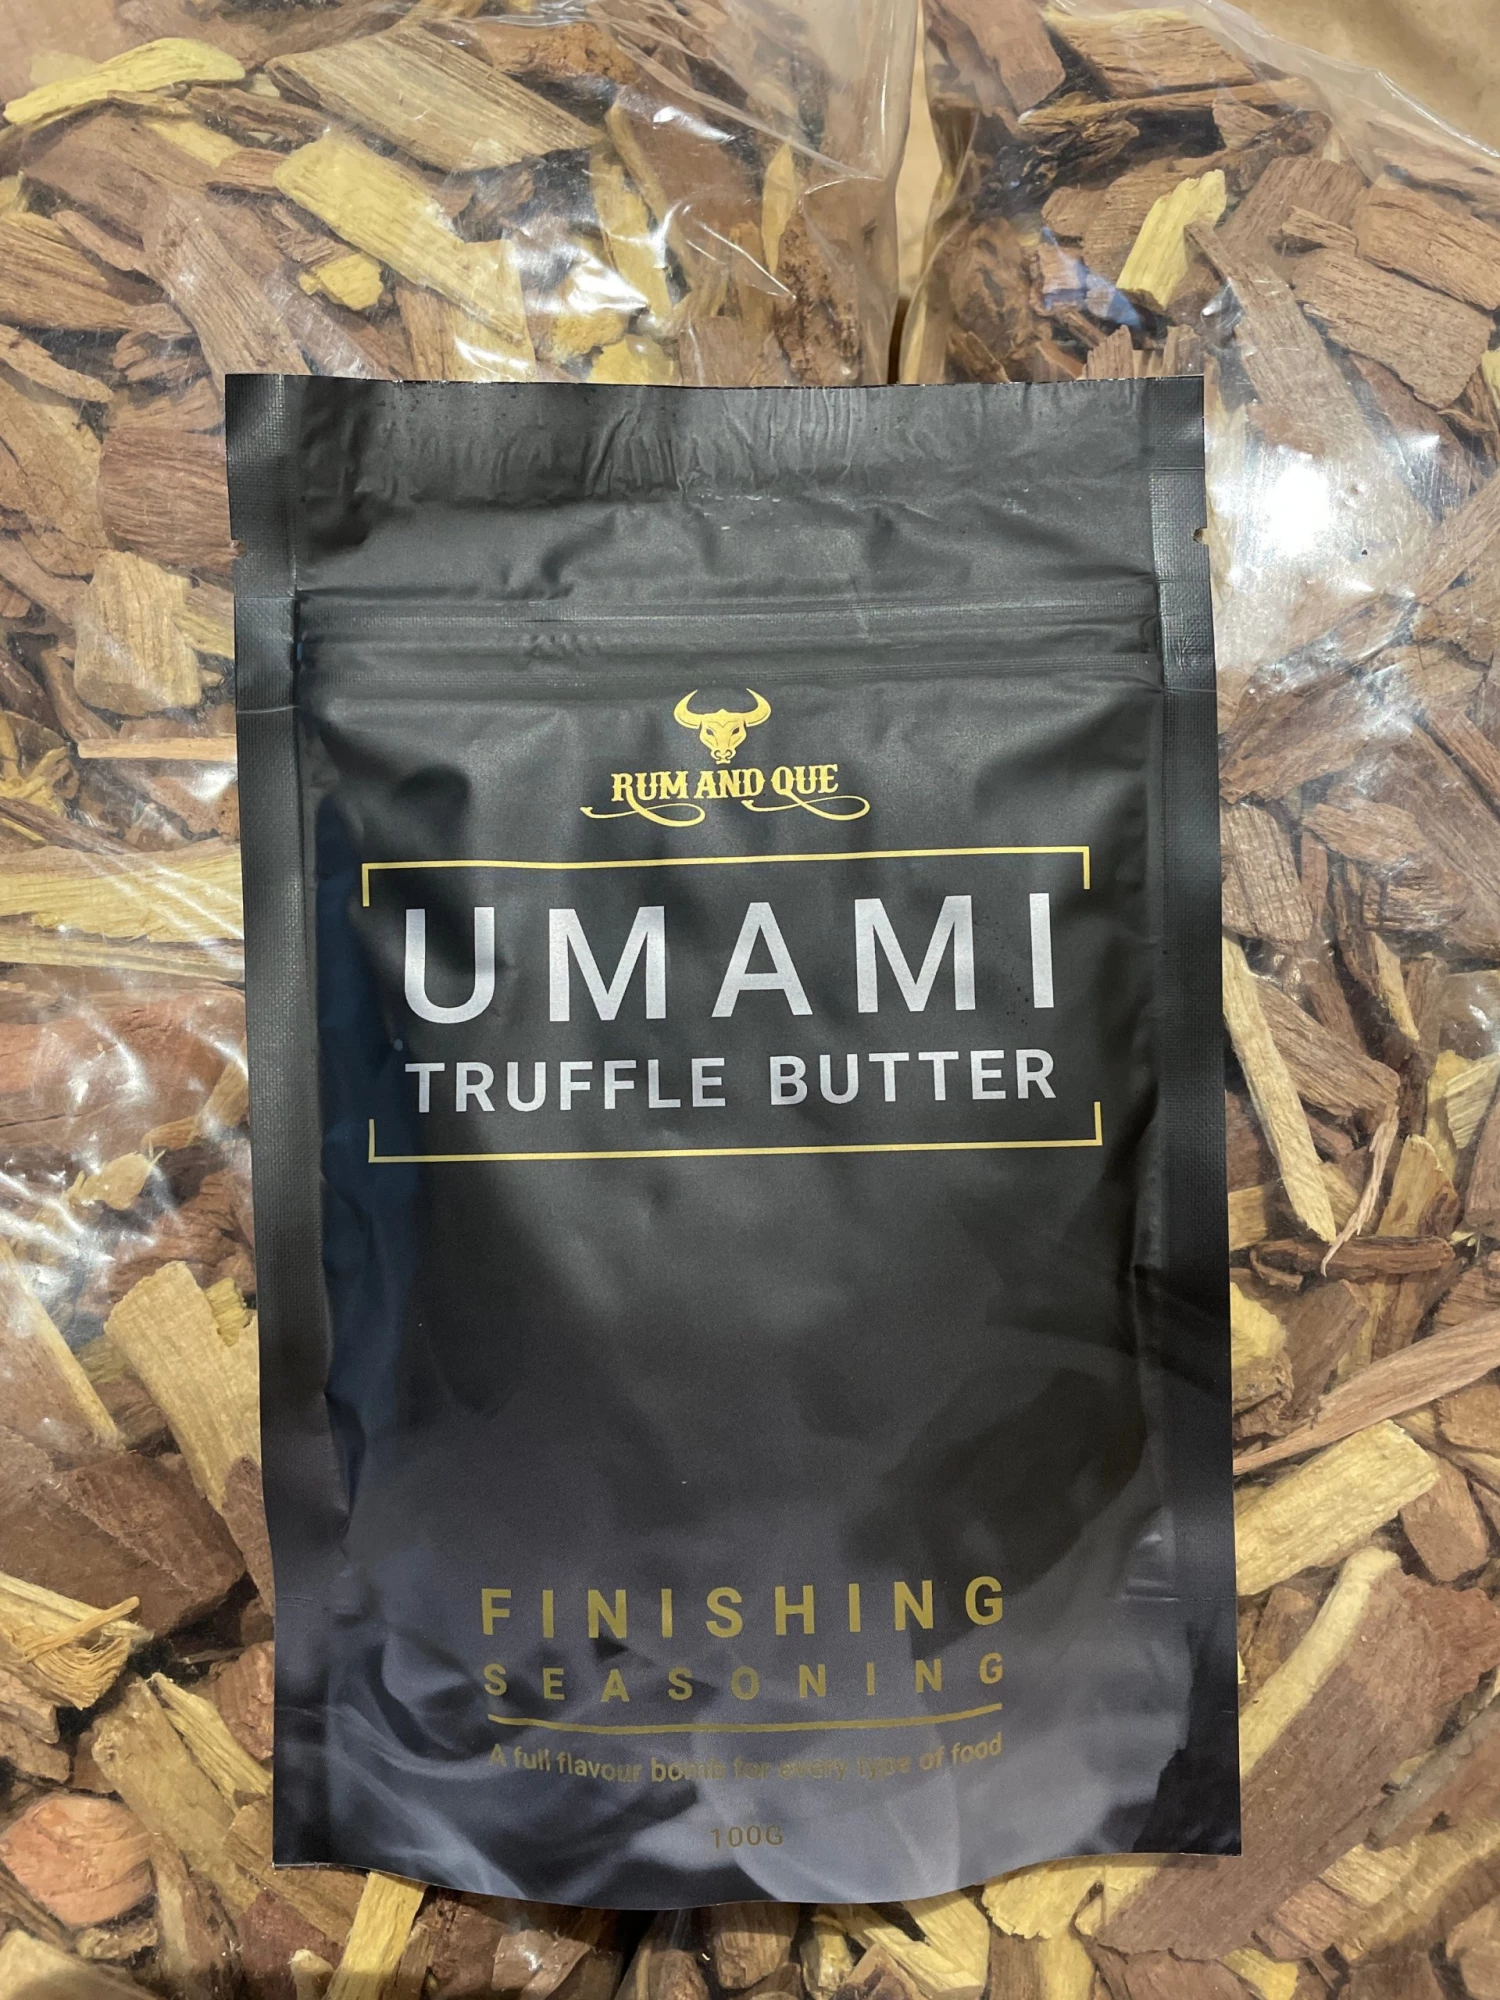 RUM AND QUE
UMAMI
TRUFFLE BUTTER
FINISHING
SEASONING
A full flavour bomb for every type of food
100G